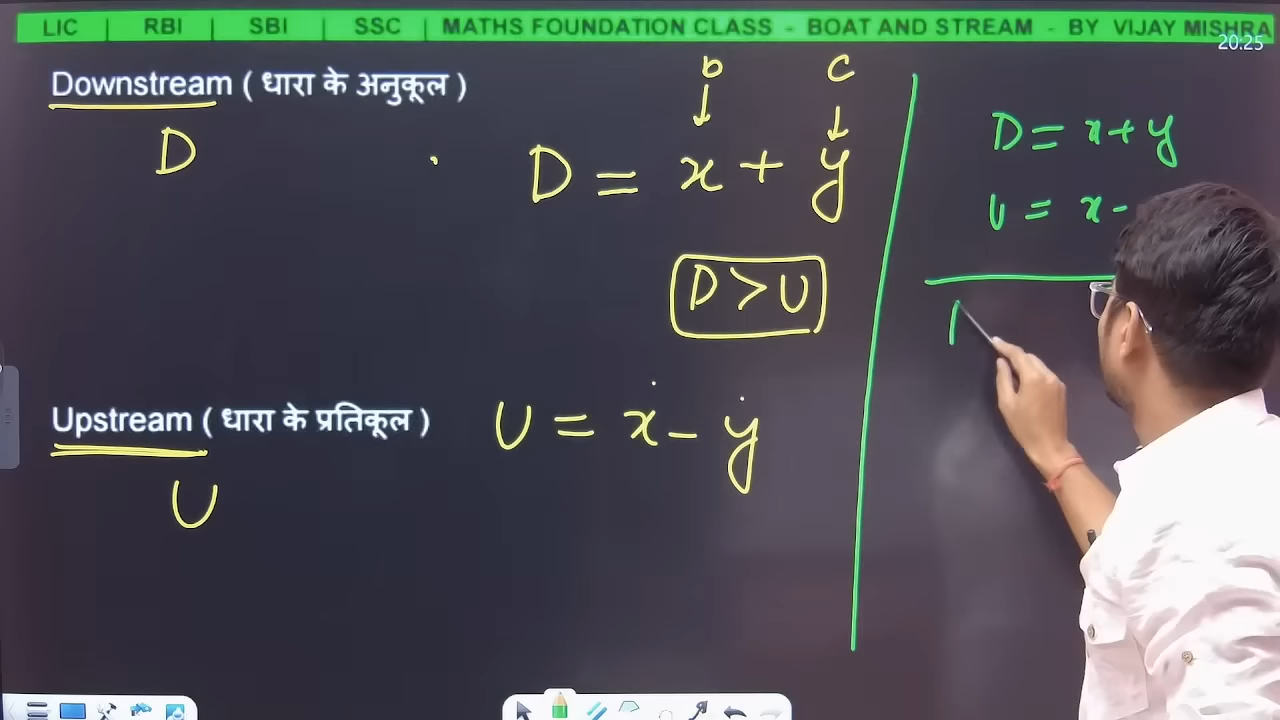 LIC | RBI | SBI | SSC | MATHS FOUNDATION CLASS - BOAT AND STREAM - BY VIJAY MISHRA
20:25
Downstream ( धारा के अनुकूल )
D
b c
D = x + y
D > U
Upstream ( धारा के प्रतिकूल )
U
U = x - y
D = x + y
U = x -